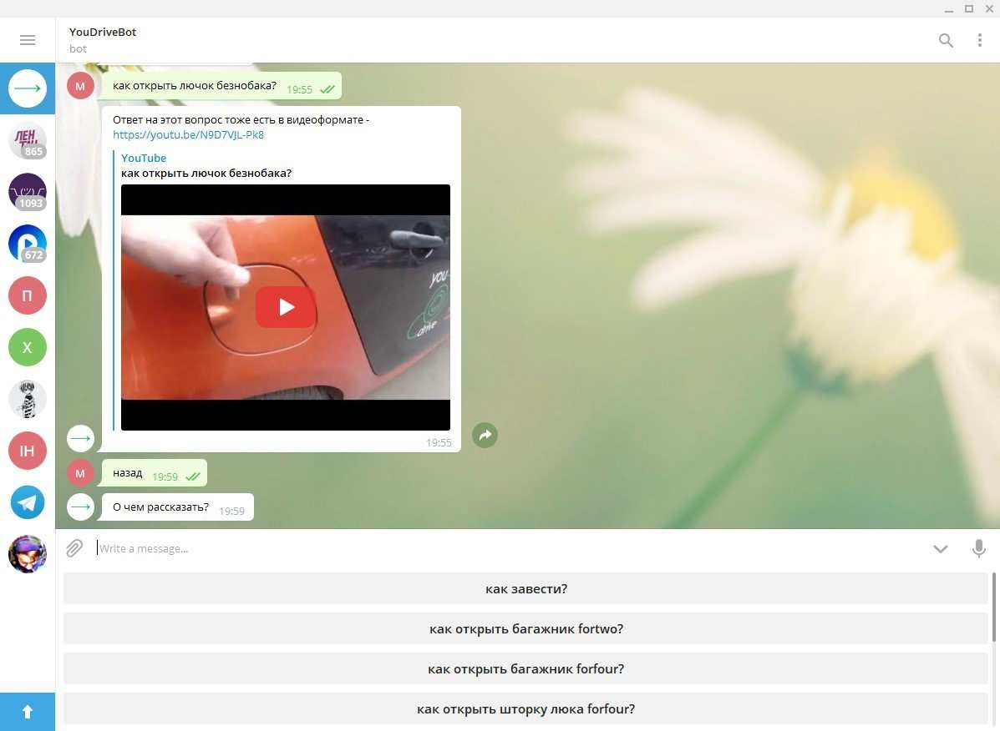 YouDriveBot
bot
М
как открыть лючок безнобака?
19:55
Ответ на этот вопрос тоже есть в видеоформате -
https://youtu.be/N9D7VJL-Pk8
YouTube
как открыть лючок безнобака?
you
drive
19:55
М
назад
19:59
О чем рассказать?
19:59
ЛЕН
865
¯\_(ツ)_/¯
1093
672
П
Х
IH
Write a message...
как завести?
как открыть багажник fortwo?
как открыть багажник forfour?
как открыть шторку люка forfour?